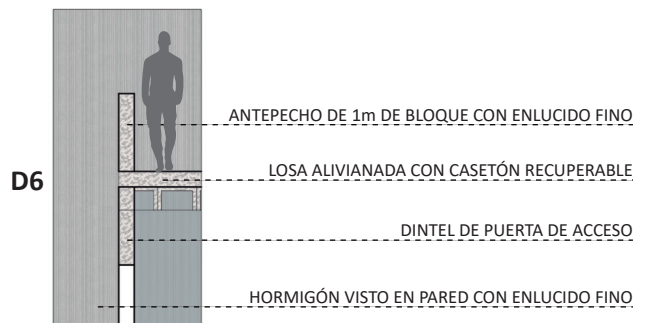 ANTEPECHO DE 1m DE BLOQUE CON ENLUCIDO FINO
LOSA ALIVIANADA CON CASETÓN RECUPERABLE
D6
DINTEL DE PUERTA DE ACCESO
HORMIGÓN VISTO EN PARED CON ENLUCIDO FINO